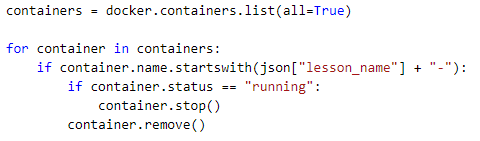 containers = docker.containers.list(all=True)

for container in containers:
    if container.name.startswith(json["lesson_name"] + "-"):
        if container.status == "running":
            container.stop()
        container.remove()